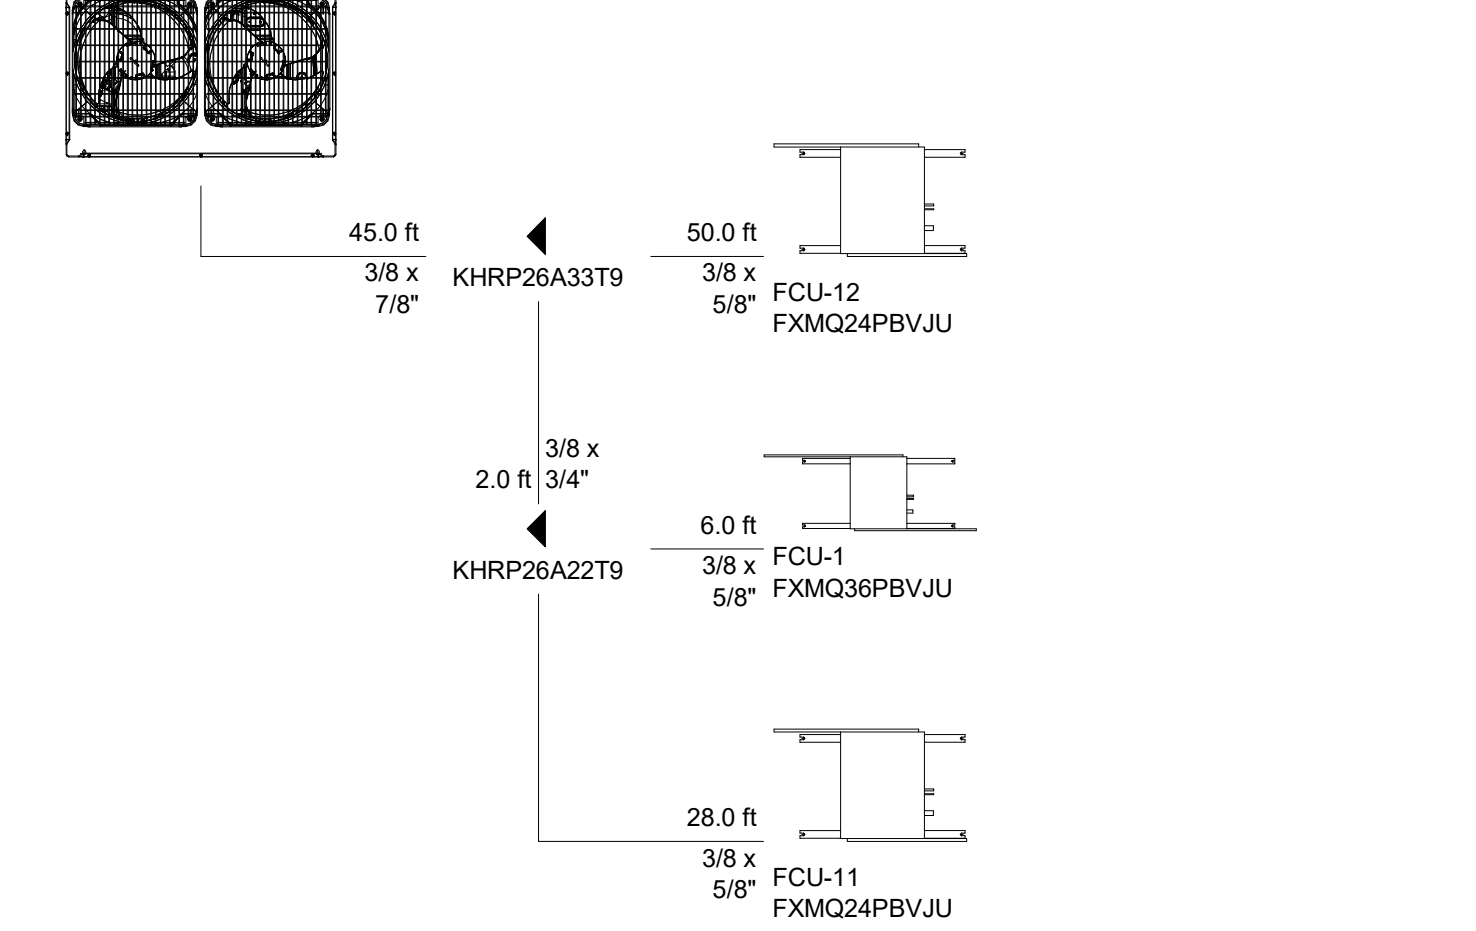 45.0 ft
3/8 x
7/8"
KHRP26A33T9
50.0 ft
3/8 x
5/8"
FCU-12
FXMQ24PBVJU
3/8 x
2.0 ft 3/4"
KHRP26A22T9
6.0 ft
3/8 x
5/8"
FCU-1
FXMQ36PBVJU
28.0 ft
3/8 x
5/8"
FCU-11
FXMQ24PBVJU